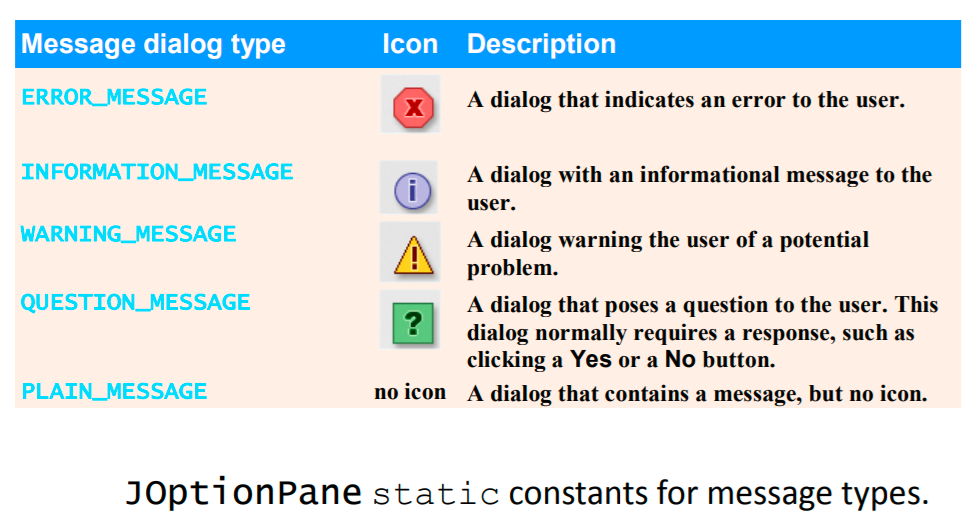 Message dialog type Icon Description
ERROR_MESSAGE A dialog that indicates an error to the user.
INFORMATION_MESSAGE A dialog with an informational message to the
user.
WARNING_MESSAGE A dialog warning the user of a potential
problem.
QUESTION_MESSAGE A dialog that poses a question to the user. This
dialog normally requires a response, such as
clicking a Yes or a No button.
PLAIN_MESSAGE no icon A dialog that contains a message, but no icon.
JOptionPane static constants for message types.